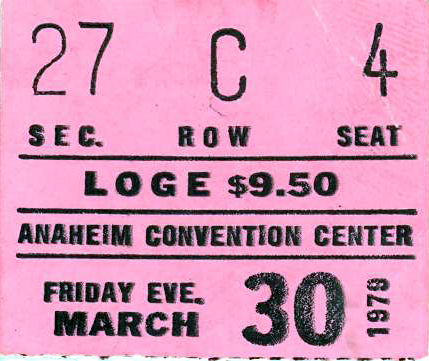 27 C 4
SEC. ROW SEAT
LOGE $9.50
ANAHEIM CONVENTION CENTER
FRIDAY EVE.
MARCH 30 1979